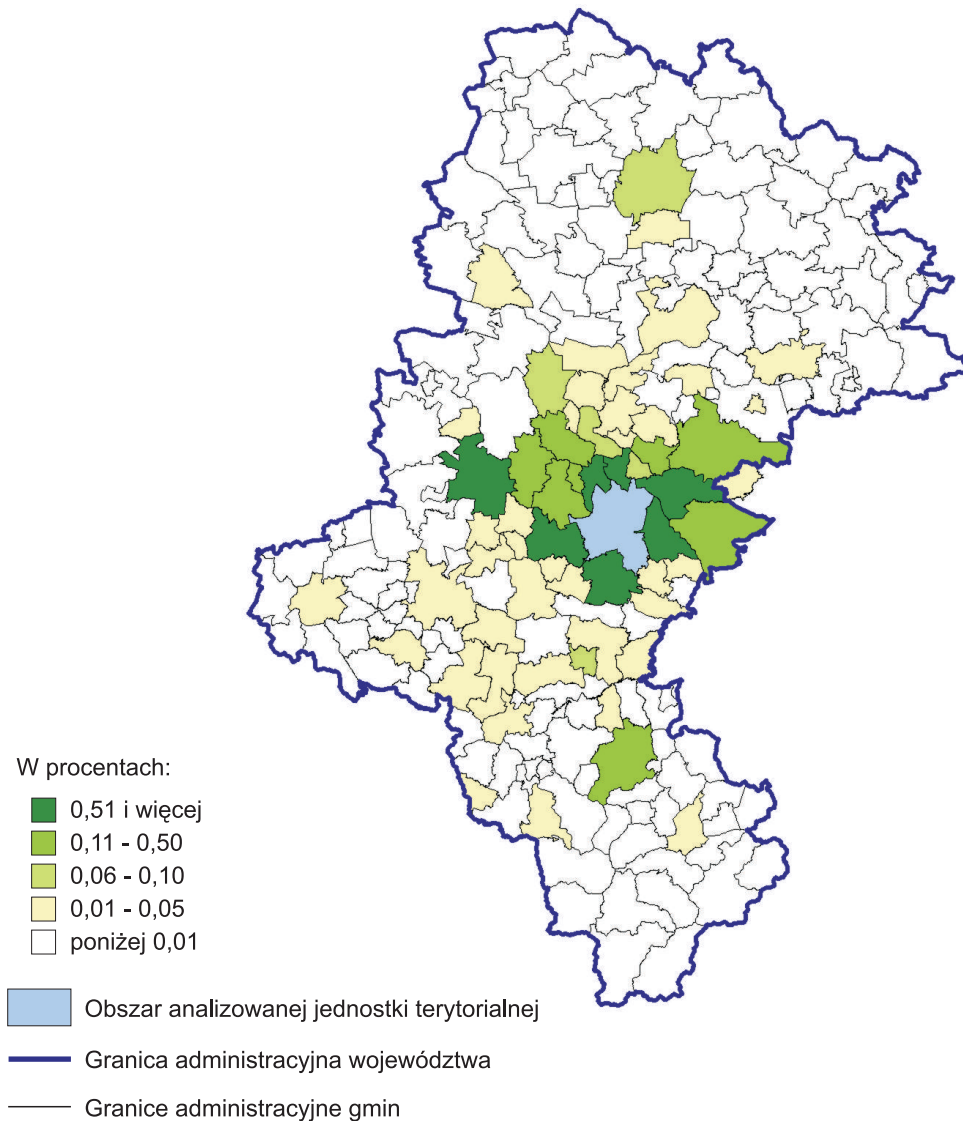 W procentach:
0,51 i więcej
0,11 - 0,50
0,06 - 0,10
0,01 - 0,05
poniżej 0,01
Obszar analizowanej jednostki terytorialnej
Granica administracyjna województwa
Granice administracyjne gmin